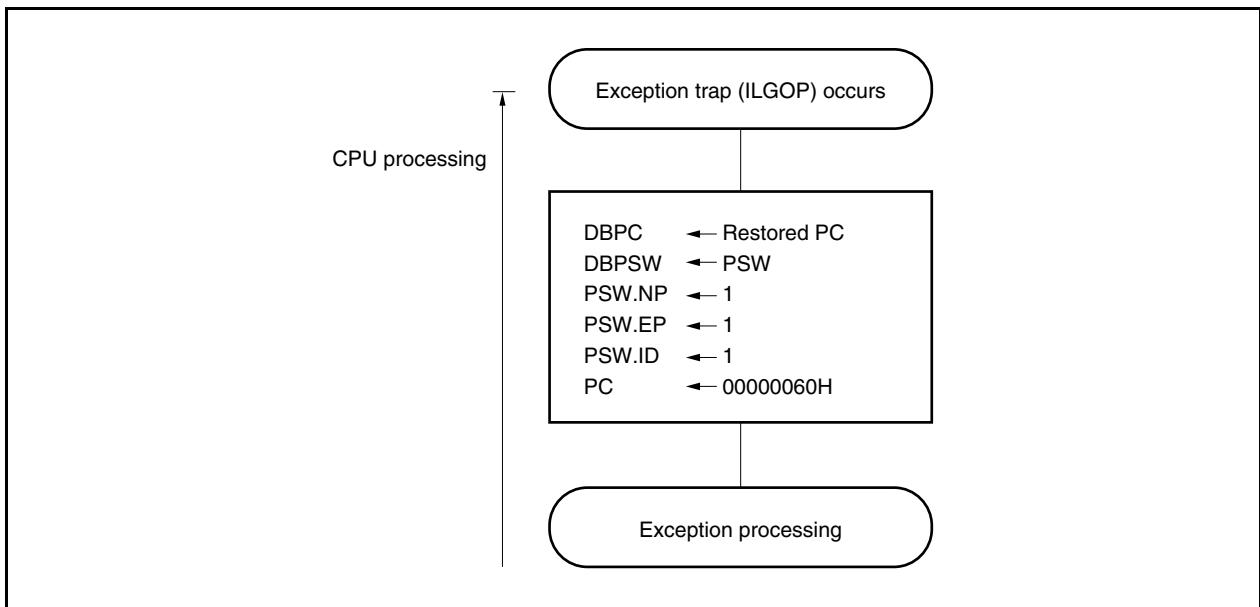 Exception trap (ILGOP) occurs
CPU processing
DBPC ← Restored PC
DBPSW ← PSW
PSW.NP ← 1
PSW.EP ← 1
PSW.ID ← 1
PC ← 00000060H
Exception processing